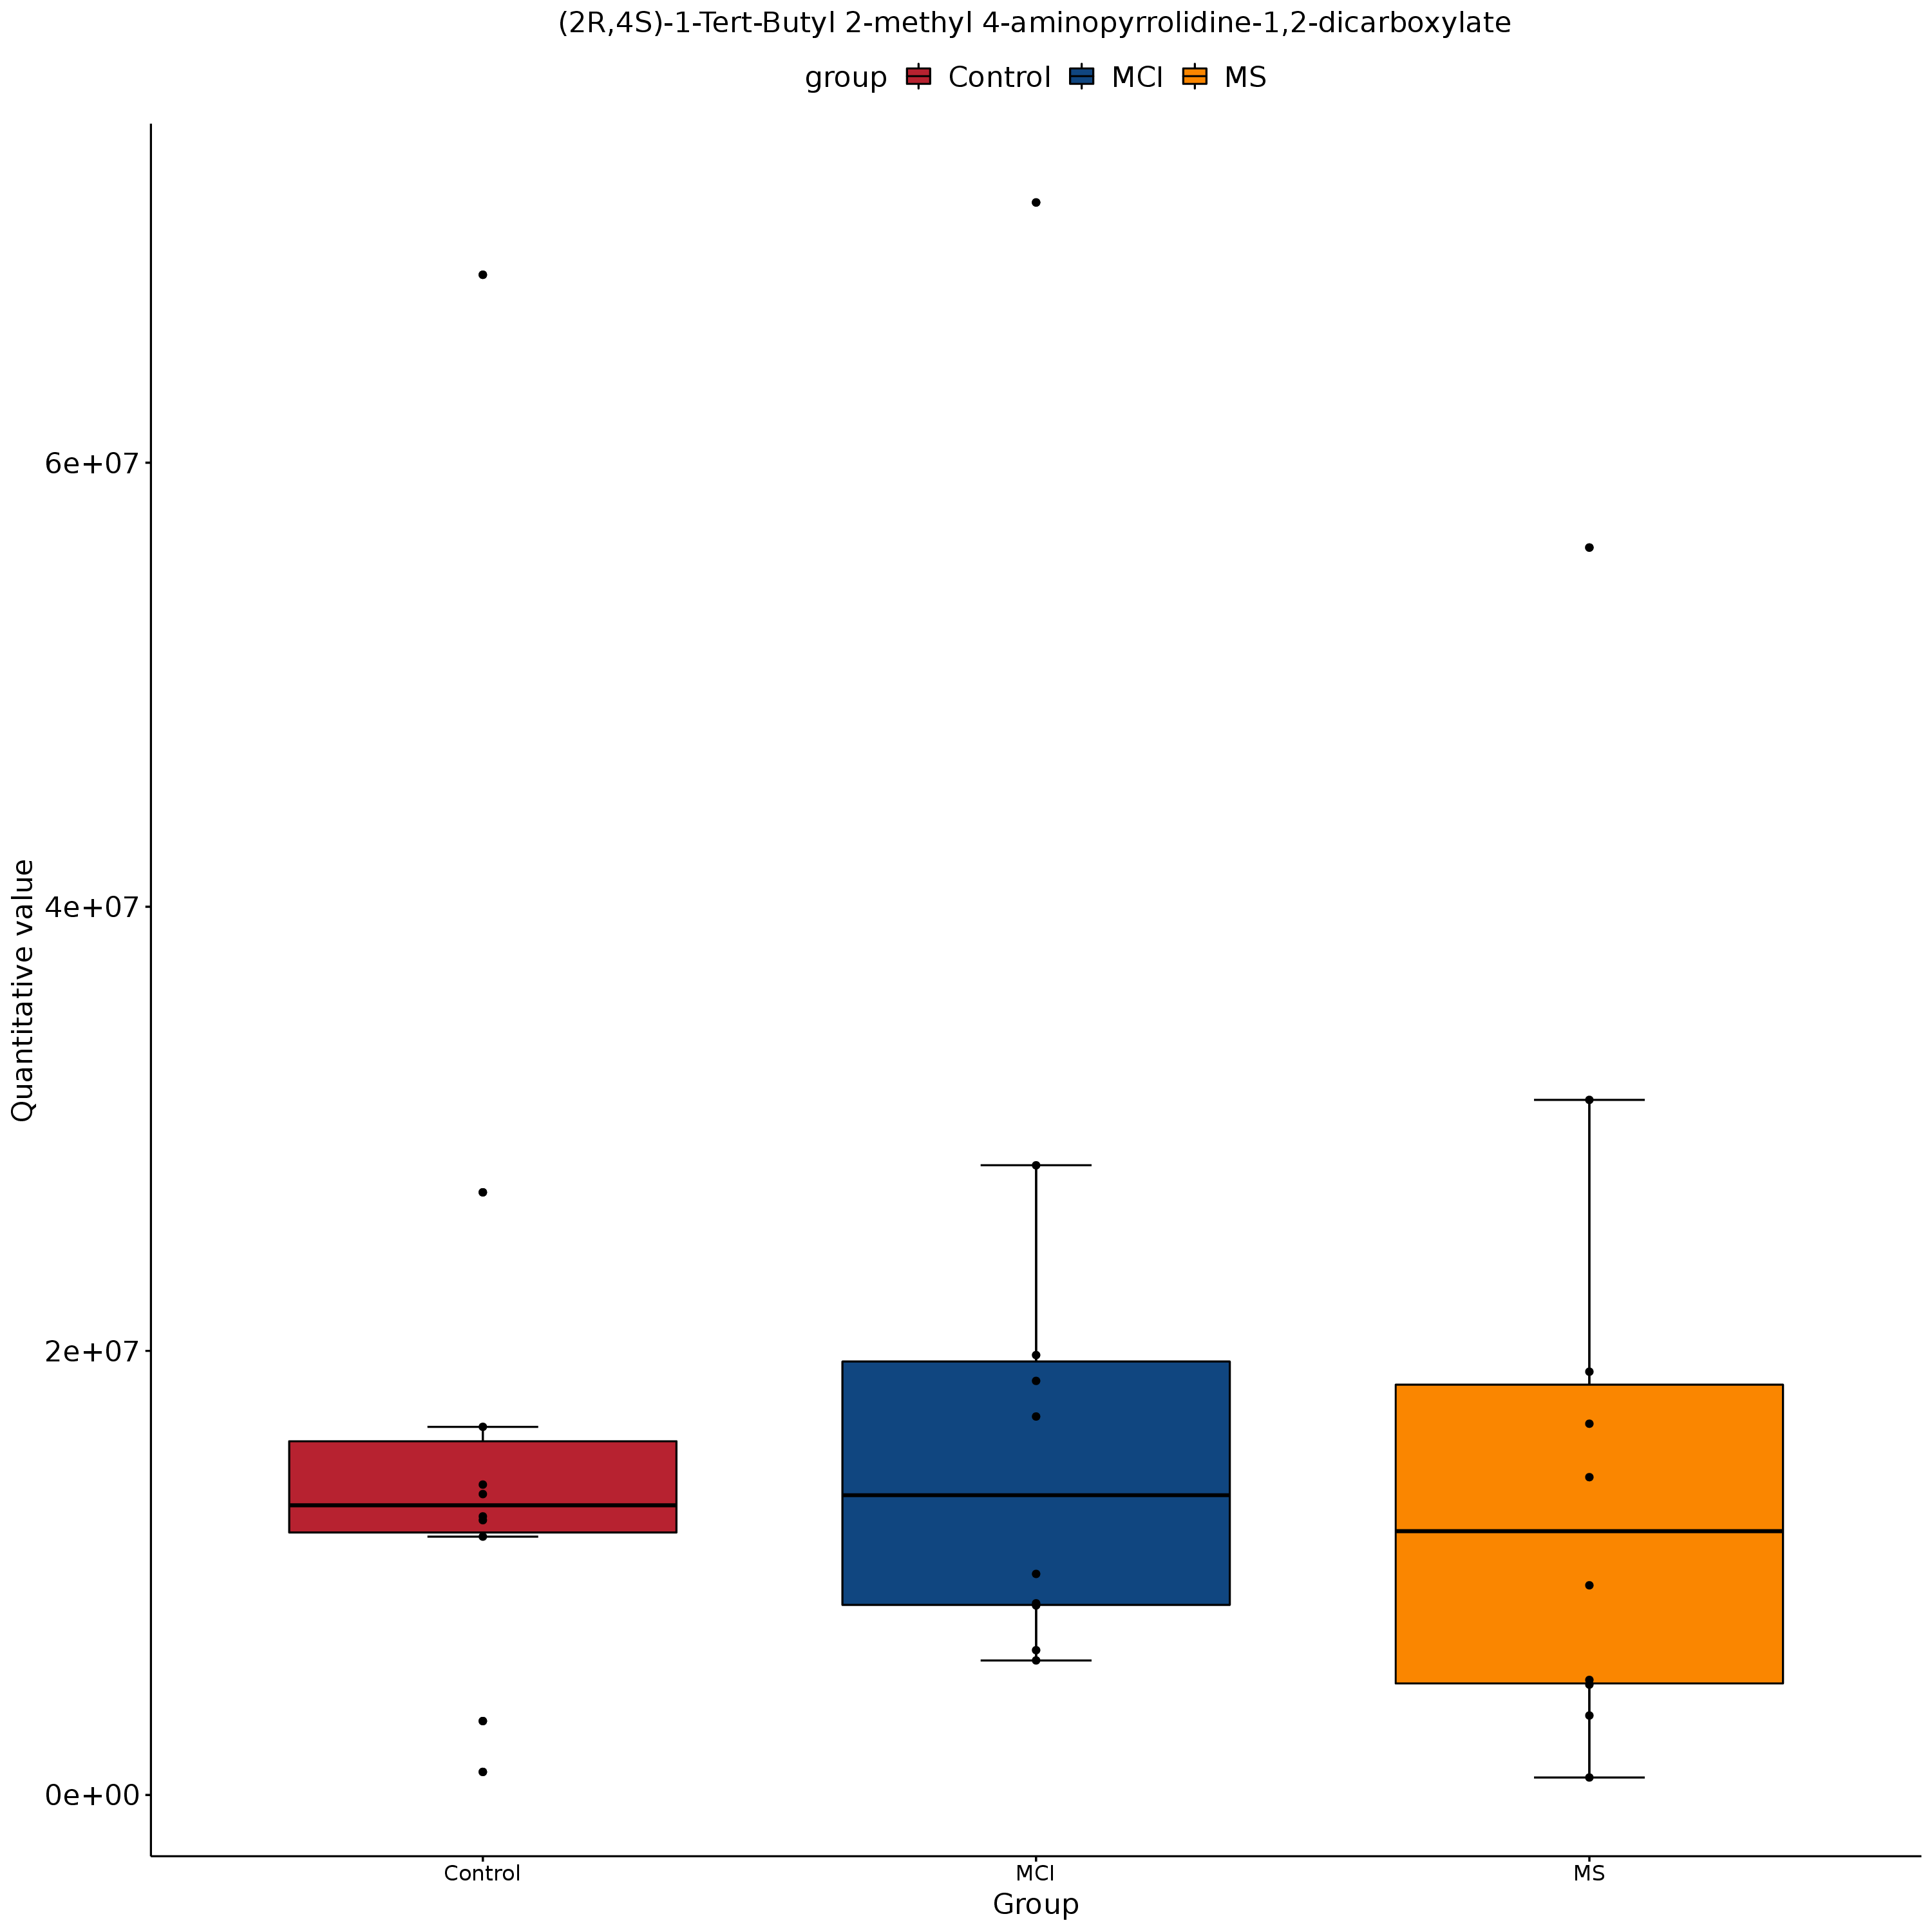 (2R,4S)-1-Tert-Butyl 2-methyl 4-aminopyrrolidine-1,2-dicarboxylate
group Control MCI MS
Quantitative value
6e+07
4e+07
2e+07
0e+00
Control MCI MS
Group